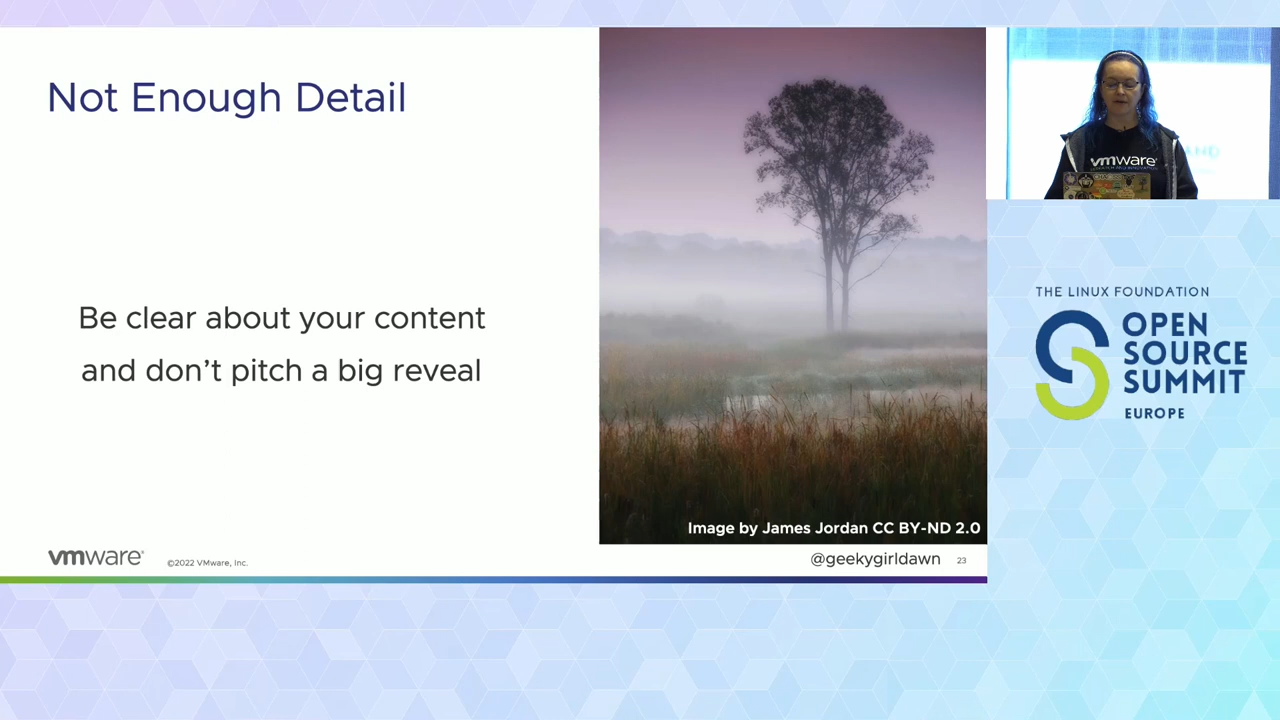 Not Enough Detail
Be clear about your content
and don't pitch a big reveal
Image by James Jordan CC BY-ND 2.0
vmware®
©2022 VMware, Inc.
@geekygirldawn
23
vmware®
THE LINUX FOUNDATION
OPEN
SOURCE
SUMMIT
EUROPE